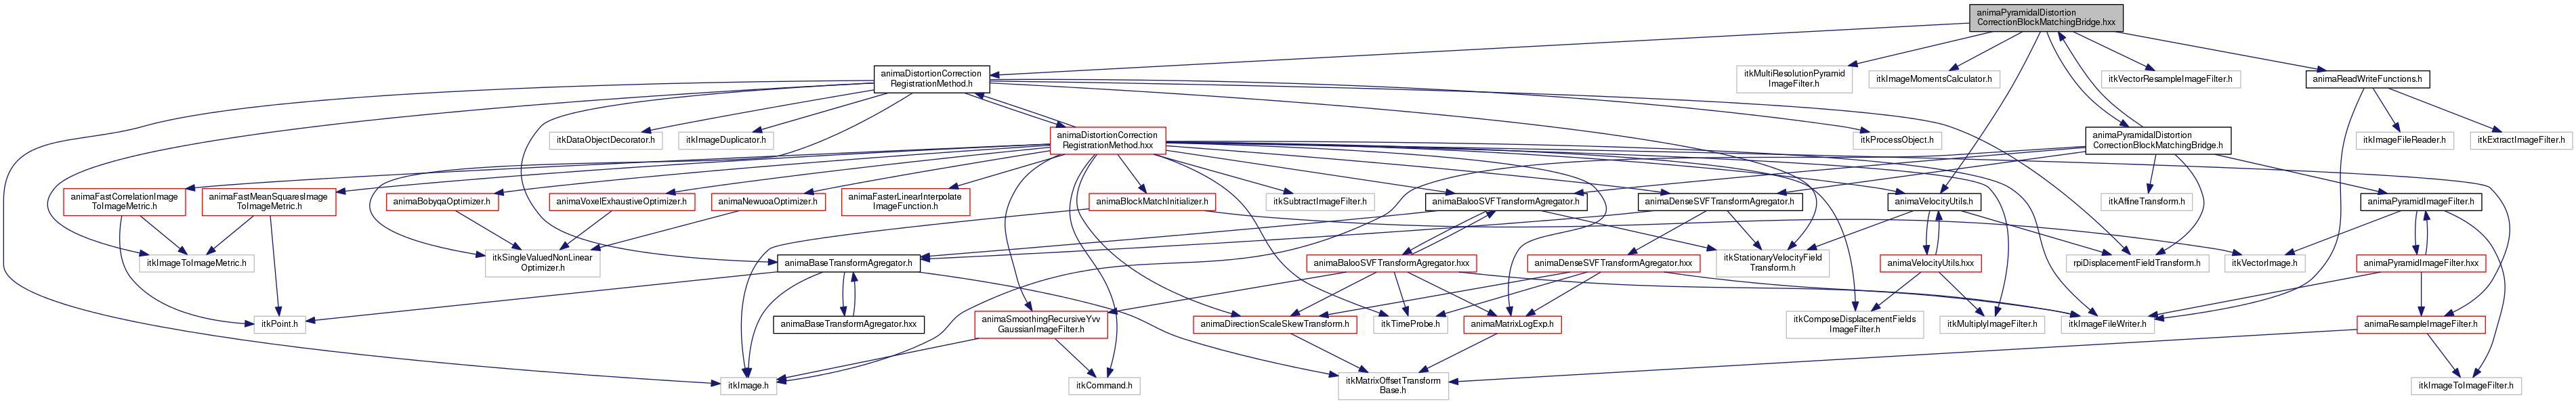 animaPyramidalDistortion
CorrectionBlockMatchingBridge.hxx
animaDistortionCorrection
RegistrationMethod.h
itkMultiResolutionPyramid
ImageFilter.h
itkImageMomentsCalculator.h
itkVectorResampleImageFilter.h
animaReadWriteFunctions.h
itkDataObjectDecorator.h
itkImageDuplicator.h
animaDistortionCorrection
RegistrationMethod.hxx
itkProcessObject.h
animaPyramidalDistortion
CorrectionBlockMatchingBridge.h
itkImageFileReader.h
itkExtractImageFilter.h
animaFastCorrelationImage
ToImageMetric.h
animaFastMeanSquaresImage
ToImageMetric.h
animaBobyqaOptimizer.h
animaVoxelExhaustiveOptimizer.h
animaNewuoaOptimizer.h
animaFasterLinearInterpolate
ImageFunction.h
animaBlockMatchInitializer.h
itkSubtractImageFilter.h
animaBalooSVFTransformAgregator.h
animaDenseSVFTransformAgregator.h
animaVelocityUtils.h
itkAffineTransform.h
animaPyramidImageFilter.h
itkImageToImageMetric.h
itkSingleValuedNonLinear
Optimizer.h
animaBaseTransformAgregator.h
animaBalooSVFTransformAgregator.hxx
animaDenseSVFTransformAgregator.hxx
itkStationaryVelocityField
Transform.h
animaVelocityUtils.hxx
rpiDisplacementFieldTransform.h
itkVectorImage.h
animaPyramidImageFilter.hxx
itkPoint.h
animaBaseTransformAgregator.hxx
animaSmoothingRecursiveYvv
GaussianImageFilter.h
animaDirectionScaleSkewTransform.h
itkTimeProbe.h
animaMatrixLogExp.h
itkComposeDisplacementFields
ImageFilter.h
itkMultiplyImageFilter.h
itkImageFileWriter.h
animaResampleImageFilter.h
itkImage.h
itkCommand.h
itkMatrixOffsetTransform
Base.h
itkImageToImageFilter.h